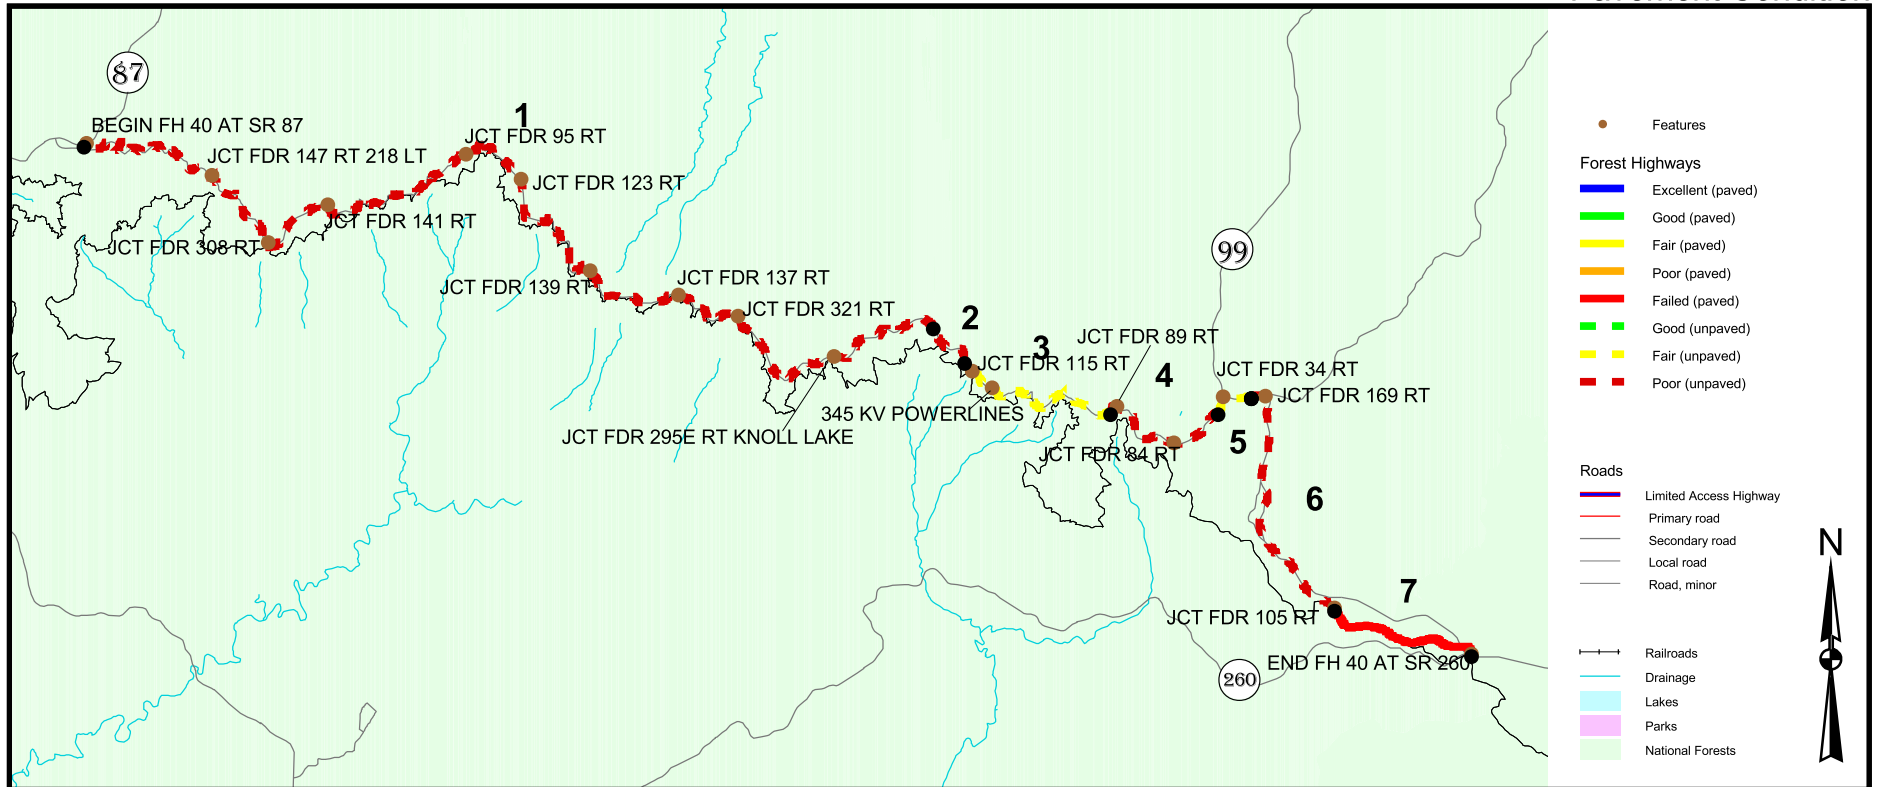 87
BEGIN FH 40 AT SR 87
1
JCT FDR 95 RT
JCT FDR 147 RT 218 LT
JCT FDR 123 RT
JCT FDR 141 RT
JCT FDR 308 RT
99
JCT FDR 139 RT
JCT FDR 137 RT
JCT FDR 321 RT
2
3
JCT FDR 89 RT
JCT FDR 115 RT
4
JCT FDR 34 RT
JCT FDR 169 RT
345 KV POWERLINES
JCT FDR 295E RT KNOLL LAKE
JCT FDR 84 RT
5
6
7
JCT FDR 105 RT
END FH 40 AT SR 260
260
Features
Forest Highways
Excellent (paved)
Good (paved)
Fair (paved)
Poor (paved)
Failed (paved)
Good (unpaved)
Fair (unpaved)
Poor (unpaved)
Roads
Limited Access Highway
Primary road
Secondary road
Local road
Road, minor
N
Railroads
Drainage
Lakes
Parks
National Forests